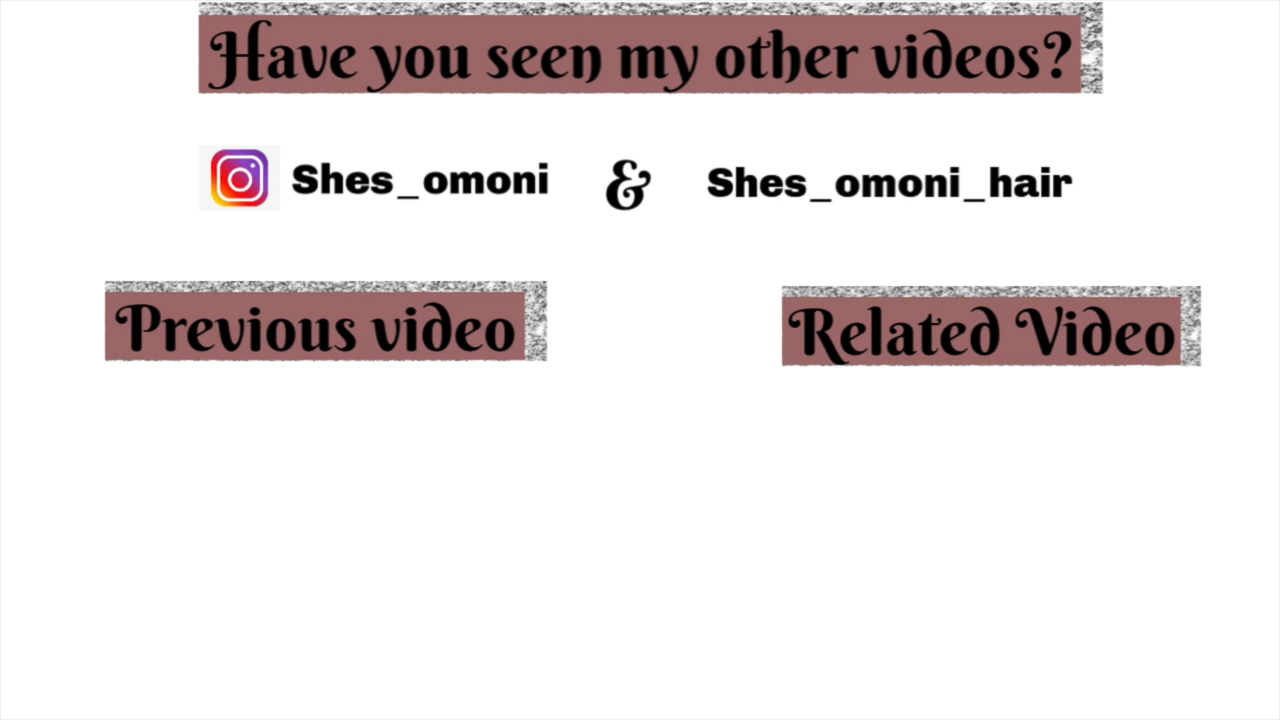 Have you seen my other videos?
Shes_omoni & Shes_omoni_hair
Previous video
Related Video